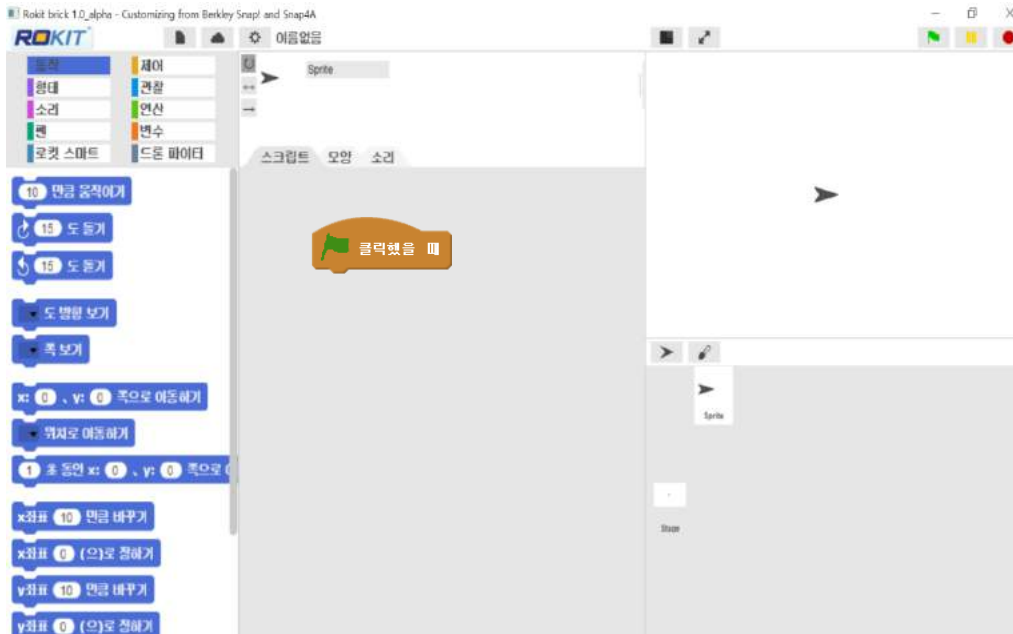 Rokit brick 1.0_alpha - Customizing from Berkley Snap! and Snap4A
ROKIT
이름없음
동작
제어
형태
관찰
소리
연산
펜
변수
로킷 스마트
드론 파이터
Sprite
스크립트 모양 소리
10 만큼 움직이기
15 도 돌기
15 도 돌기
도 방향 보기
쪽 보기
x: 0 、y: 0 쪽으로 이동하기
위치로 이동하기
1 초 동안 x: 0 、y: 0 쪽으로
x좌표 10 만큼 바꾸기
x좌표 0 (으)로 정하기
y좌표 10 만큼 바꾸기
y좌표 0 (으)로 정하기
클릭했을 때
Sprite
Stage